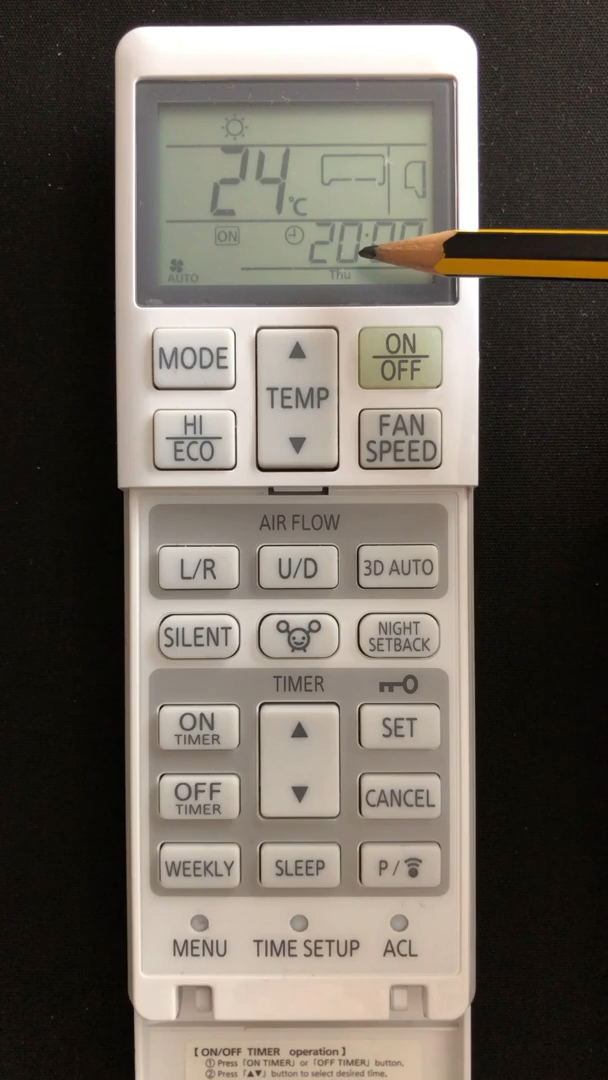 24°C
ON 20:00
AUTO Thu
MODE
TEMP
ON
OFF
HI
ECO
FAN
SPEED
AIR FLOW
L/R U/D 3D AUTO
SILENT
NIGHT
SETBACK
TIMER
ON
TIMER
SET
OFF
TIMER
CANCEL
WEEKLY SLEEP P/
MENU TIME SETUP ACL
[ ON/OFF TIMER operation ]
① Press「ON TIMER」or「OFF TIMER」button.
② Press「▲▼」button to select desired time.